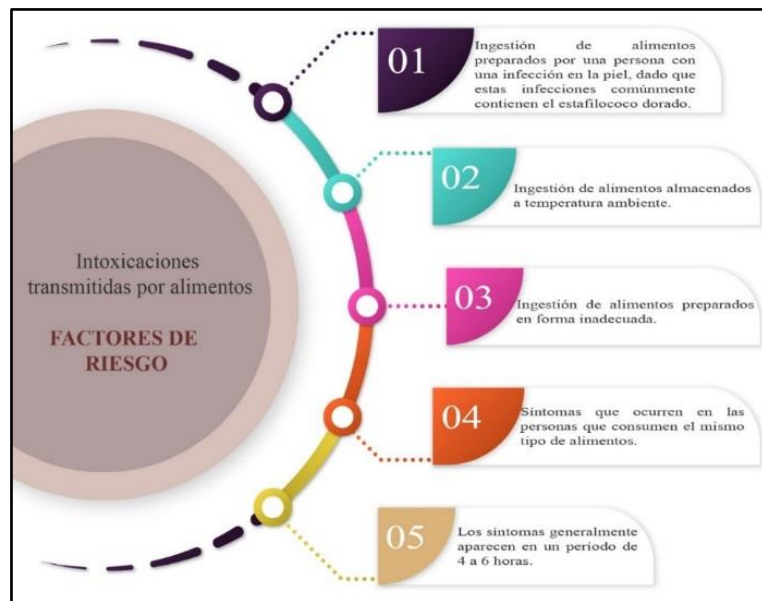 Intoxicaciones
transmitidas por alimentos
FACTORES DE
RIESGO
01
Ingestión de alimentos
preparados por una persona con
una infección en la piel, dado que
estas infecciones comúnmente
contienen el estafilococo dorado.
02
Ingestión de alimentos almacenados
a temperatura ambiente.
03
Ingestión de alimentos preparados
en forma inadecuada.
04
Síntomas que ocurren en las
personas que consumen el mismo
tipo de alimentos.
05
Los síntomas generalmente
aparecen en un período de
4 a 6 horas.